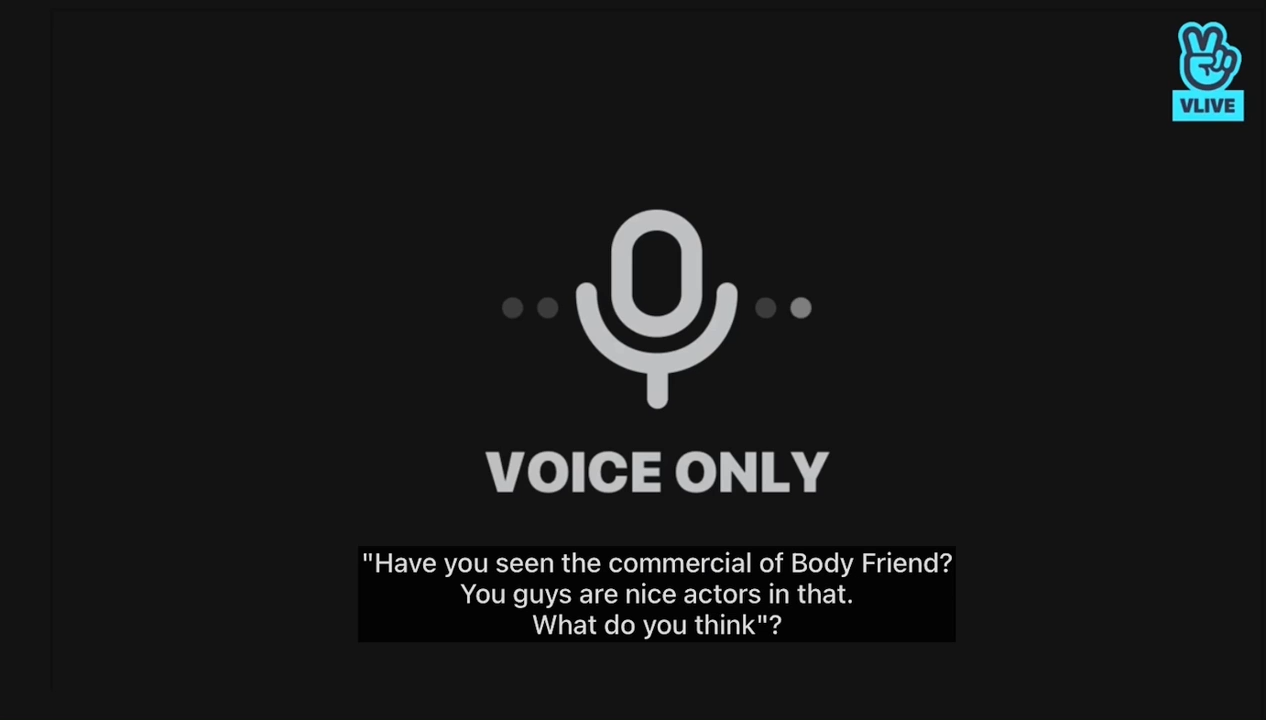 VLIVE
VOICE ONLY
"Have you seen the commercial of Body Friend?
You guys are nice actors in that.
What do you think"?